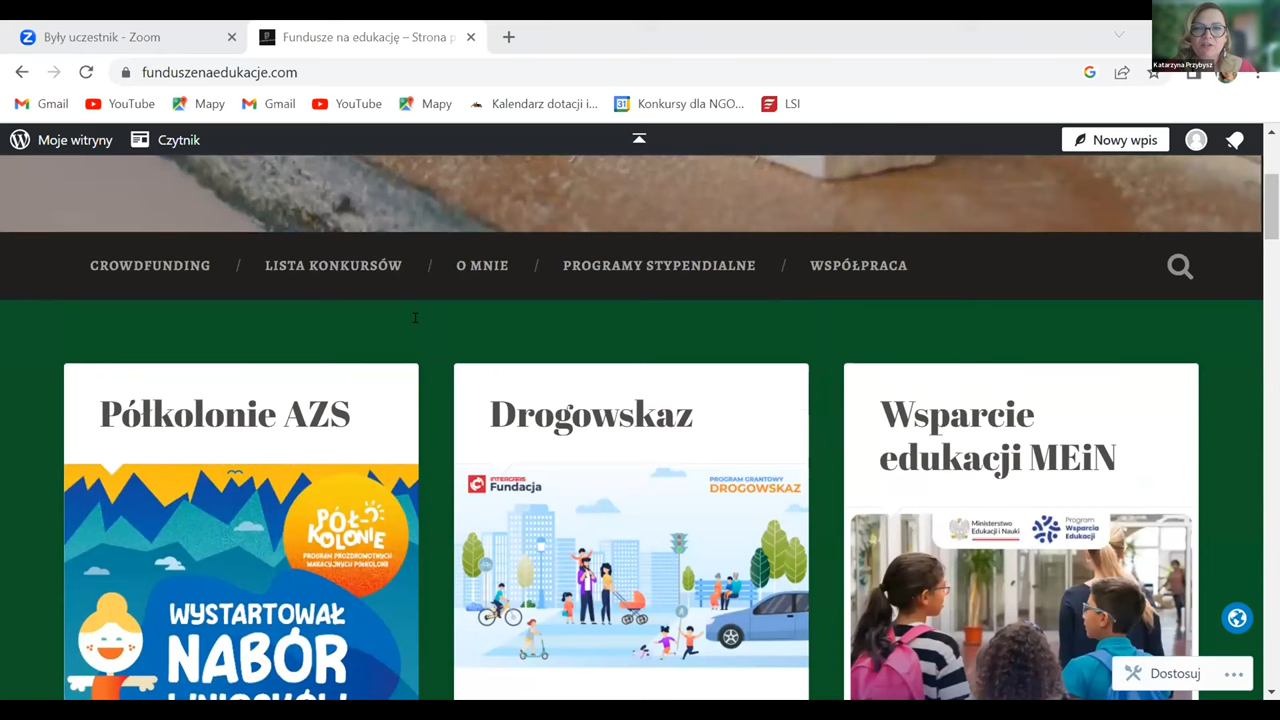 Były uczestnik - Zoom
Fundusze na edukację – Strona p
funduszenaedukacje.com
Gmail YouTube Mapy Gmail YouTube Mapy Kalendarz dotacji i... Konkursy dla NGO... LSI
Katarzyna Przybysz
Moje witryny Czytnik Nowy wpis
CROWDFUNDING / LISTA KONKURSÓW / O MNIE / PROGRAMY STYPENDIALNE / WSPÓŁPRACA
Półkolonie AZS
PÓŁ-
KOLONIE
PROGRAM PROZDROWOTNYCH
WAKACYJNYCH PÓŁKOLONII
WYSTARTOWAŁ
NABÓR
Drogowskaz
INTERCARS
Fundacja
PROGRAM GRANTOWY
DROGOWSKAZ
Wsparcie
edukacji MEiN
Ministerstwo
Edukacji i Nauki
Program
Wsparcia
Edukacji
Dostosuj